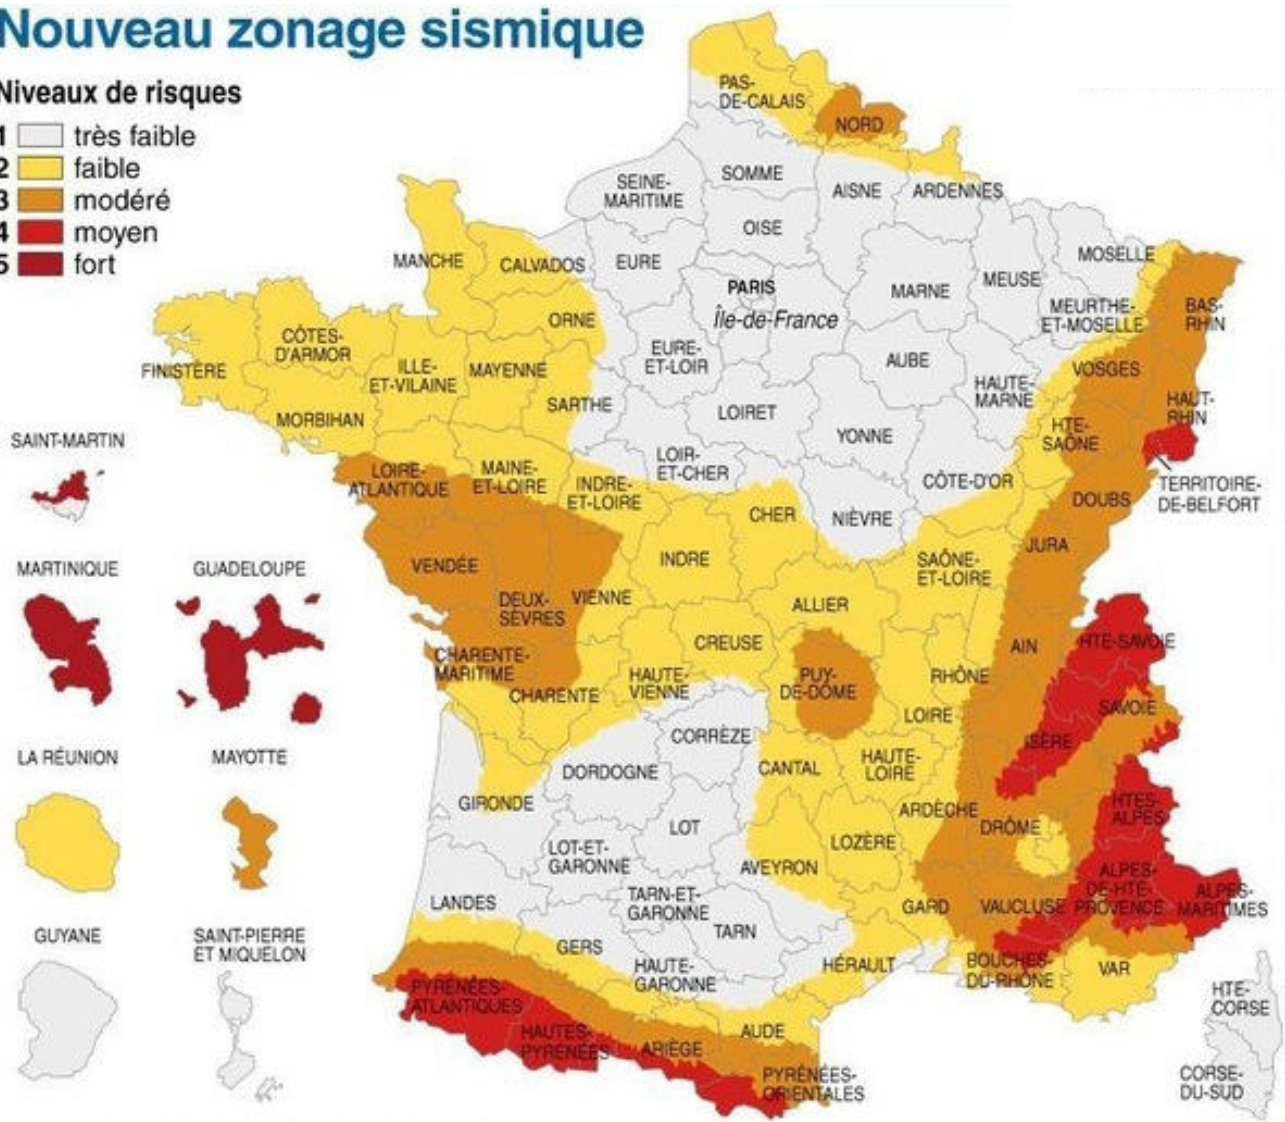 Nouveau zonage sismique
Niveaux de risques
1 très faible
2 faible
3 modéré
4 moyen
5 fort
PAS-
DE-CALAIS
NORD
SOMME
SEINE-
MARITIME
AISNE
ARDENNES
OISE
MANCHE
CALVADOS
EURE
PARIS
Île-de-France
MARNE
MEUSE
MOSELLE
MEURTHE-
ET-MOSELLE
BAS-
RHIN
ORNE
CÔTES-
D'ARMOR
FINISTÈRE
ILLE-
ET-VILAINE
MAYENNE
EURE-
ET-LOIR
AUBE
HAUTE-
MARNE
VOSGES
HAUT-
RHIN
MORBIHAN
SARTHE
LOIRET
YONNE
HTE-
SAÔNE
SAINT-MARTIN
LOIRE-
ATLANTIQUE
MAINE-
ET-LOIRE
INDRE-
ET-LOIRE
LOIR-
ET-CHER
CÔTE-D'OR
TERRITOIRE-
DE-BELFORT
CHER
NIÈVRE
DOUBS
MARTINIQUE
GUADELOUPE
VENDÉE
INDRE
SAÔNE-
ET-LOIRE
JURA
DEUX-
SÈVRES
VIENNE
ALLIER
CREUSE
AIN
HTE-SAVOIE
CHARENTE-
MARITIME
CHARENTE
HAUTE-
VIENNE
PUY-
DE-DÔME
RHÔNE
LOIRE
SAVOIE
LA RÉUNION
MAYOTTE
CORRÈZE
ISÈRE
DORDOGNE
CANTAL
HAUTE-
LOIRE
GIRONDE
ARDÈCHE
DRÔME
HTES-
ALPES
LOT
LOT-ET-
GARONNE
AVEYRON
LOZÈRE
LANDES
TARN-ET-
GARONNE
TARN
GARD
VAUCLUSE
ALPES-
DE-HTE-
PROVENCE
ALPES-
MARITIMES
GUYANE
SAINT-PIERRE
ET MIQUELON
GERS
HAUTE-
GARONNE
HÉRAULT
BOUCHES-
DU-RHÔNE
VAR
PYRÉNÉES-
ATLANTIQUES
HAUTES-
PYRÉNÉES
ARIÈGE
AUDE
PYRÉNÉES-
ORIENTALES
HTE-
CORSE
CORSE-
DU-SUD